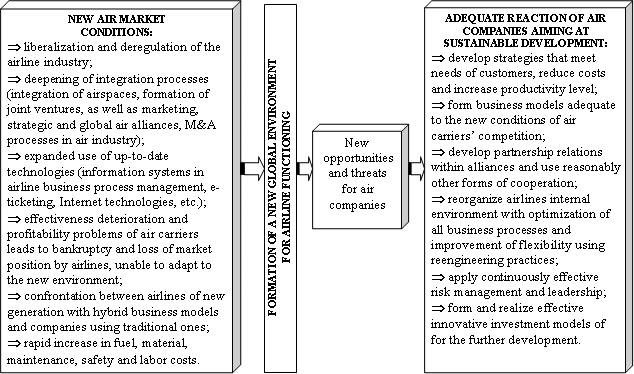 NEW AIR MARKET
CONDITIONS:
⇒ liberalization and deregulation of the
airline industry;
⇒ deepening of integration processes
(integration of airspaces, formation of
joint ventures, as well as marketing,
strategic and global air alliances, M&A
processes in air industry);
⇒ expanded use of up-to-date
technologies (information systems in
airline business process management, e-
ticketing, Internet technologies, etc.);
⇒ effectiveness deterioration and
profitability problems of air carriers
leads to bankruptcy and loss of market
position by airlines, unable to adapt to
the new environment;
⇒ confrontation between airlines of new
generation with hybrid business models
and companies using traditional ones;
⇒ rapid increase in fuel, material,
maintenance, safety and labor costs.
FORMATION OF A NEW GLOBAL ENVIRONMENT
FOR AIRLINE FUNCTIONING
New
opportunities
and threats
for air
companies
ADEQUATE REACTION OF AIR
COMPANIES AIMING AT
SUSTAINABLE DEVELOPMENT:
⇒ develop strategies that meet
needs of customers, reduce costs
and increase productivity level;
⇒ form business models adequate
to the new conditions of air
carriers’ competition;
⇒ develop partnership relations
within alliances and use reasonably
other forms of cooperation;
⇒ reorganize airlines internal
environment with optimization of
all business processes and
improvement of flexibility using
reengineering practices;
⇒ apply continuously effective
risk management and leadership;
⇒ form and realize effective
innovative investment models of
for the further development.